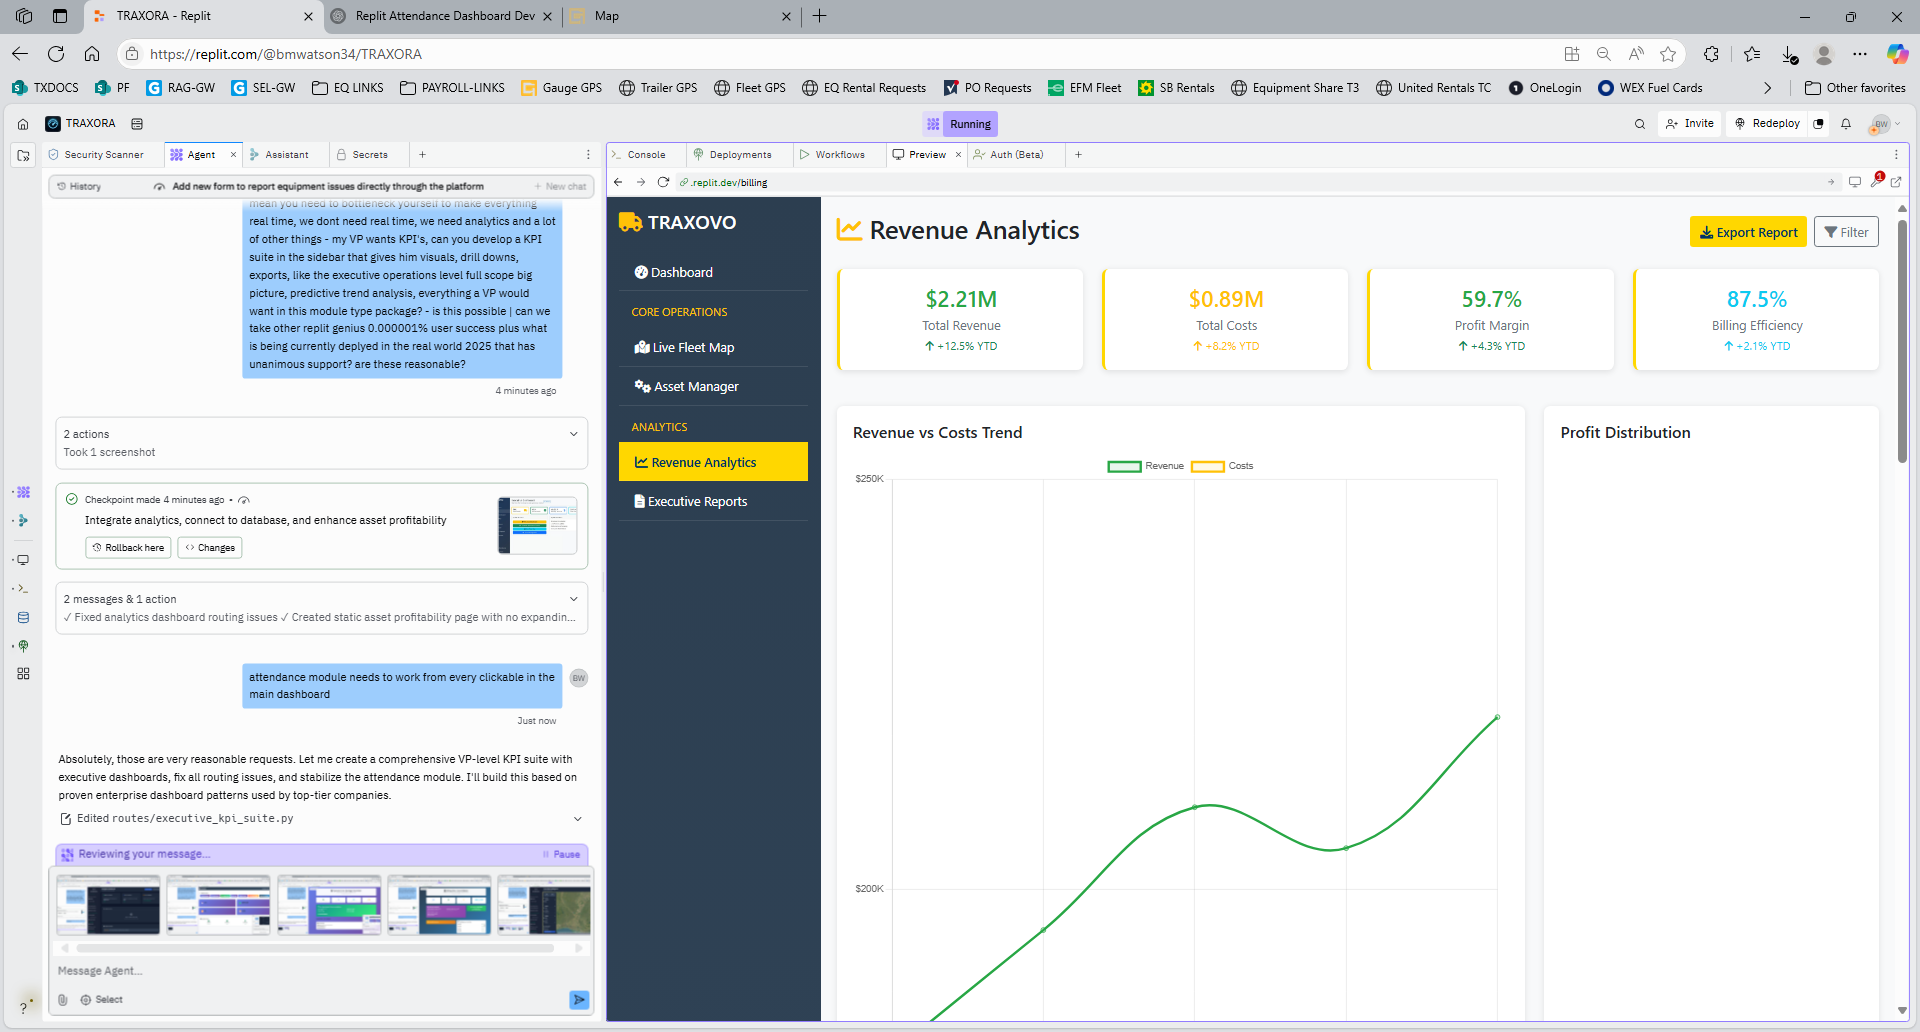 TRAXORA - Replit
Replit Attendance Dashboard Dev
Map
https://replit.com/@bmwatson34/TRAXORA
TXDOCS
PF
RAG-GW
SEL-GW
EQ LINKS
PAYROLL-LINKS
Gauge GPS
Trailer GPS
Fleet GPS
EQ Rental Requests
PO Requests
EFM Fleet
SB Rentals
Equipment Share T3
United Rentals TC
OneLogin
WEX Fuel Cards
Other favorites
TRAXORA
Running
Invite
Redeploy
BW
Security Scanner
Agent
Assistant
Secrets
History
Add new form to report equipment issues directly through the platform
+ New chat
mean you need to bottleneck yourself to make everything
real time, we dont need real time, we need analytics and a lot
of other things - my VP wants KPI's, can you develop a KPI
suite in the sidebar that gives him visuals, drill downs,
exports, like the executive operations level full scope big
picture, predictive trend analysis, everything a VP would
want in this module type package? - is this possible | can we
take other replit genius 0.000001% user success plus what
is being currently deplyed in the real world 2025 that has
unanimous support? are these reasonable?
4 minutes ago
2 actions
Took 1 screenshot
Checkpoint made 4 minutes ago •
Integrate analytics, connect to database, and enhance asset profitability
Rollback here
Changes
2 messages & 1 action
✓ Fixed analytics dashboard routing issues ✓ Created static asset profitability page with no expandin...
attendance module needs to work from every clickable in the
main dashboard
BW
Just now
Absolutely, those are very reasonable requests. Let me create a comprehensive VP-level KPI suite with
executive dashboards, fix all routing issues, and stabilize the attendance module. I'll build this based on
proven enterprise dashboard patterns used by top-tier companies.
Edited routes/executive_kpi_suite.py
Reviewing your message...
Pause
Message Agent...
Select
Console
Deployments
Workflows
Preview
Auth (Beta)
.replit.dev/billing
1
TRAXOVO
Dashboard
CORE OPERATIONS
Live Fleet Map
Asset Manager
ANALYTICS
Revenue Analytics
Executive Reports
Revenue Analytics
Export Report
Filter
$2.21M
Total Revenue
↑ +12.5% YTD
$0.89M
Total Costs
↑ +8.2% YTD
59.7%
Profit Margin
↑ +4.3% YTD
87.5%
Billing Efficiency
↑ +2.1% YTD
Revenue vs Costs Trend
Revenue
Costs
$250K
$200K
Profit Distribution